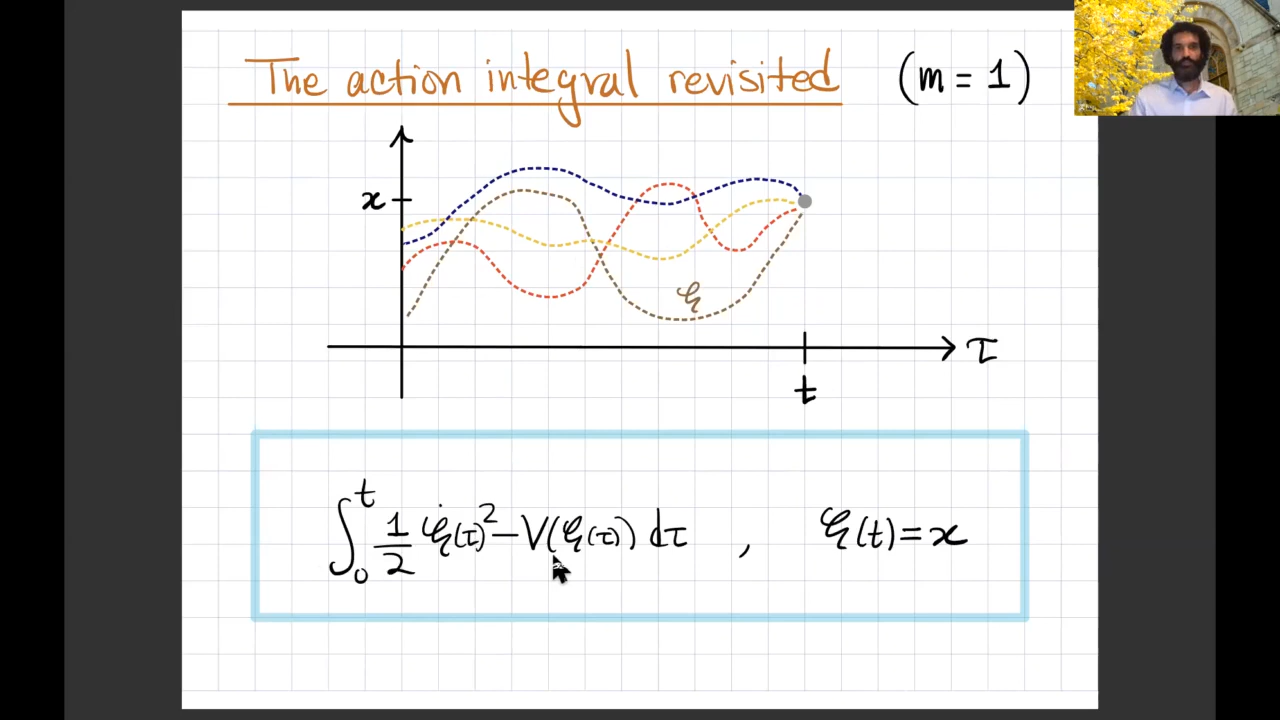 The action integral revisited (m = 1)
x
ξ
τ
t
∫₀ᵗ 1/2 ξ̇(τ)² − V(ξ(τ)) dτ , ξ(t) = x